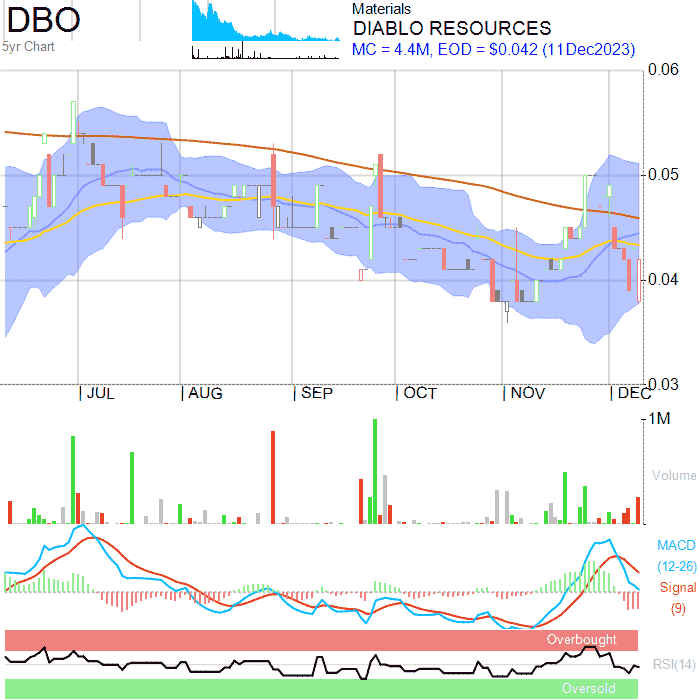 DBO
5yr Chart
Materials
DIABLO RESOURCES
MC = 4.4M, EOD = $0.042 (11Dec2023)
0.06
0.05
0.04
0.03
| JUL | AUG | SEP | OCT | NOV | DEC
1M
Volume
MACD
(12-26)
Signal
(9)
Overbought
RSI(14)
Oversold